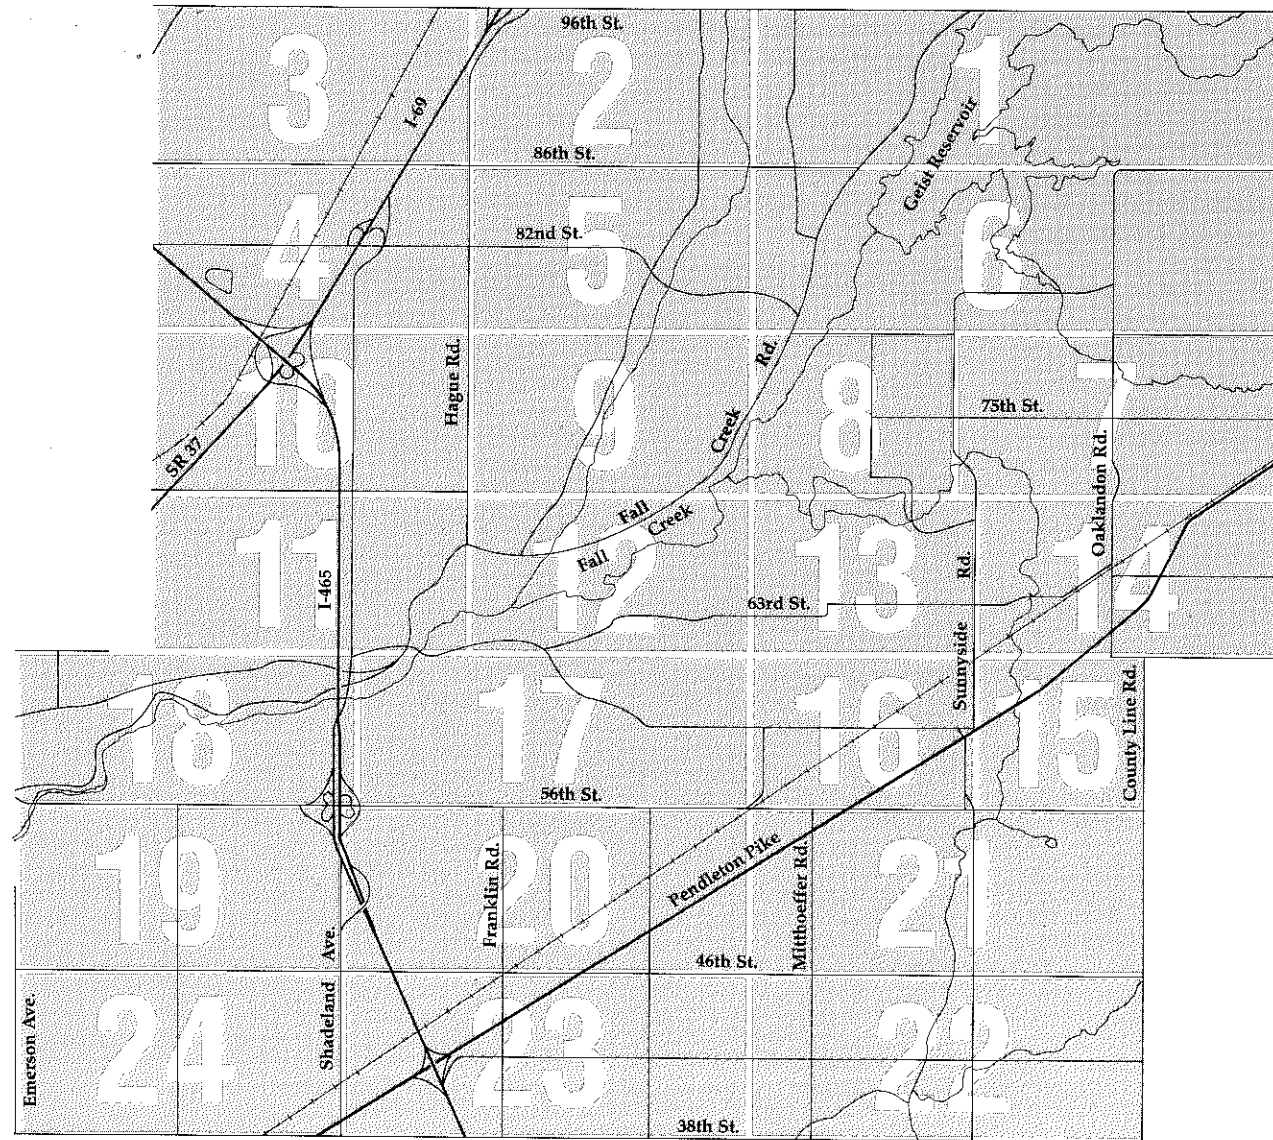 96th St.
3
2
1
I-69
Geist Reservoir
86th St.
4
5
6
82nd St.
Hague Rd.
Rd.
10
9
8
7
SR 37
Creek
75th St.
Oaklandon Rd.
11
I-465
Fall
Creek
Fall
12
13
14
Rd.
63rd St.
Sunnyside
18
17
16
15
County Line Rd.
56th St.
19
20
21
Franklin Rd.
Pendleton Pike
Mitthoeffer Rd.
Ave.
46th St.
Emerson Ave.
24
Shadeland
23
22
38th St.